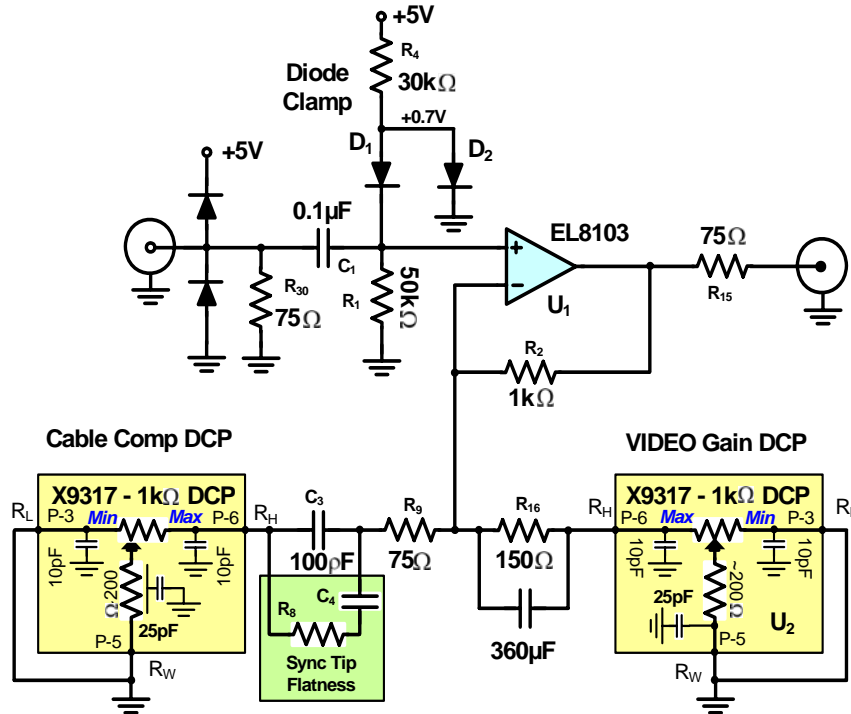 +5V
R4
30kΩ
Diode
Clamp
+0.7V
D1
D2
+5V
0.1µF
C1
EL8103
+
−
U1
75Ω
R15
R30
75Ω
R1
50kΩ
R2
1kΩ
Cable Comp DCP
VIDEO Gain DCP
X9317 - 1kΩ DCP
RL
P-3
Min
Max
P-6
RH
10pF
10pF
Ω200
25pF
P-5
RW
C3
100ρF
C4
R8
Sync Tip
Flatness
R9
75Ω
R16
150Ω
360µF
X9317 - 1kΩ DCP
RH
P-6
Max
Min
P-3
10pF
10pF
~200Ω
25pF
U2
P-5
RW